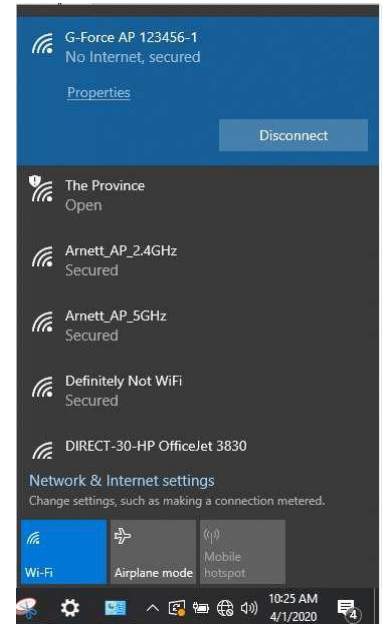 G-Force AP 123456-1
No Internet, secured
Properties
Disconnect
The Province
Open
Arnett_AP_2.4GHz
Secured
Arnett_AP_5GHz
Secured
Definitely Not WiFi
Secured
DIRECT-30-HP OfficeJet 3830
Network & Internet settings
Change settings, such as making a connection metered.
Wi-Fi
Airplane mode
Mobile
hotspot
10:25 AM
4/1/2020
4